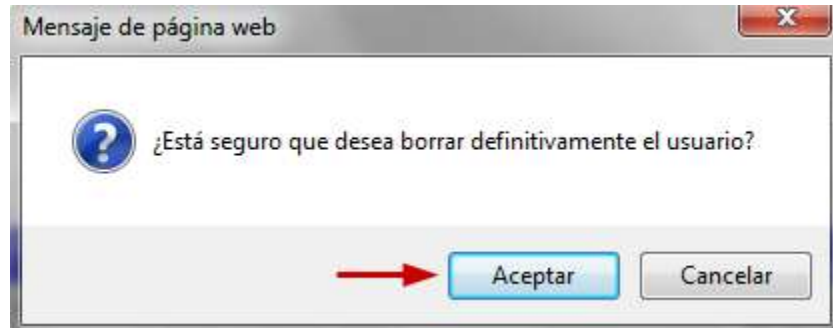 Mensaje de página web
¿Está seguro que desea borrar definitivamente el usuario?
Aceptar Cancelar